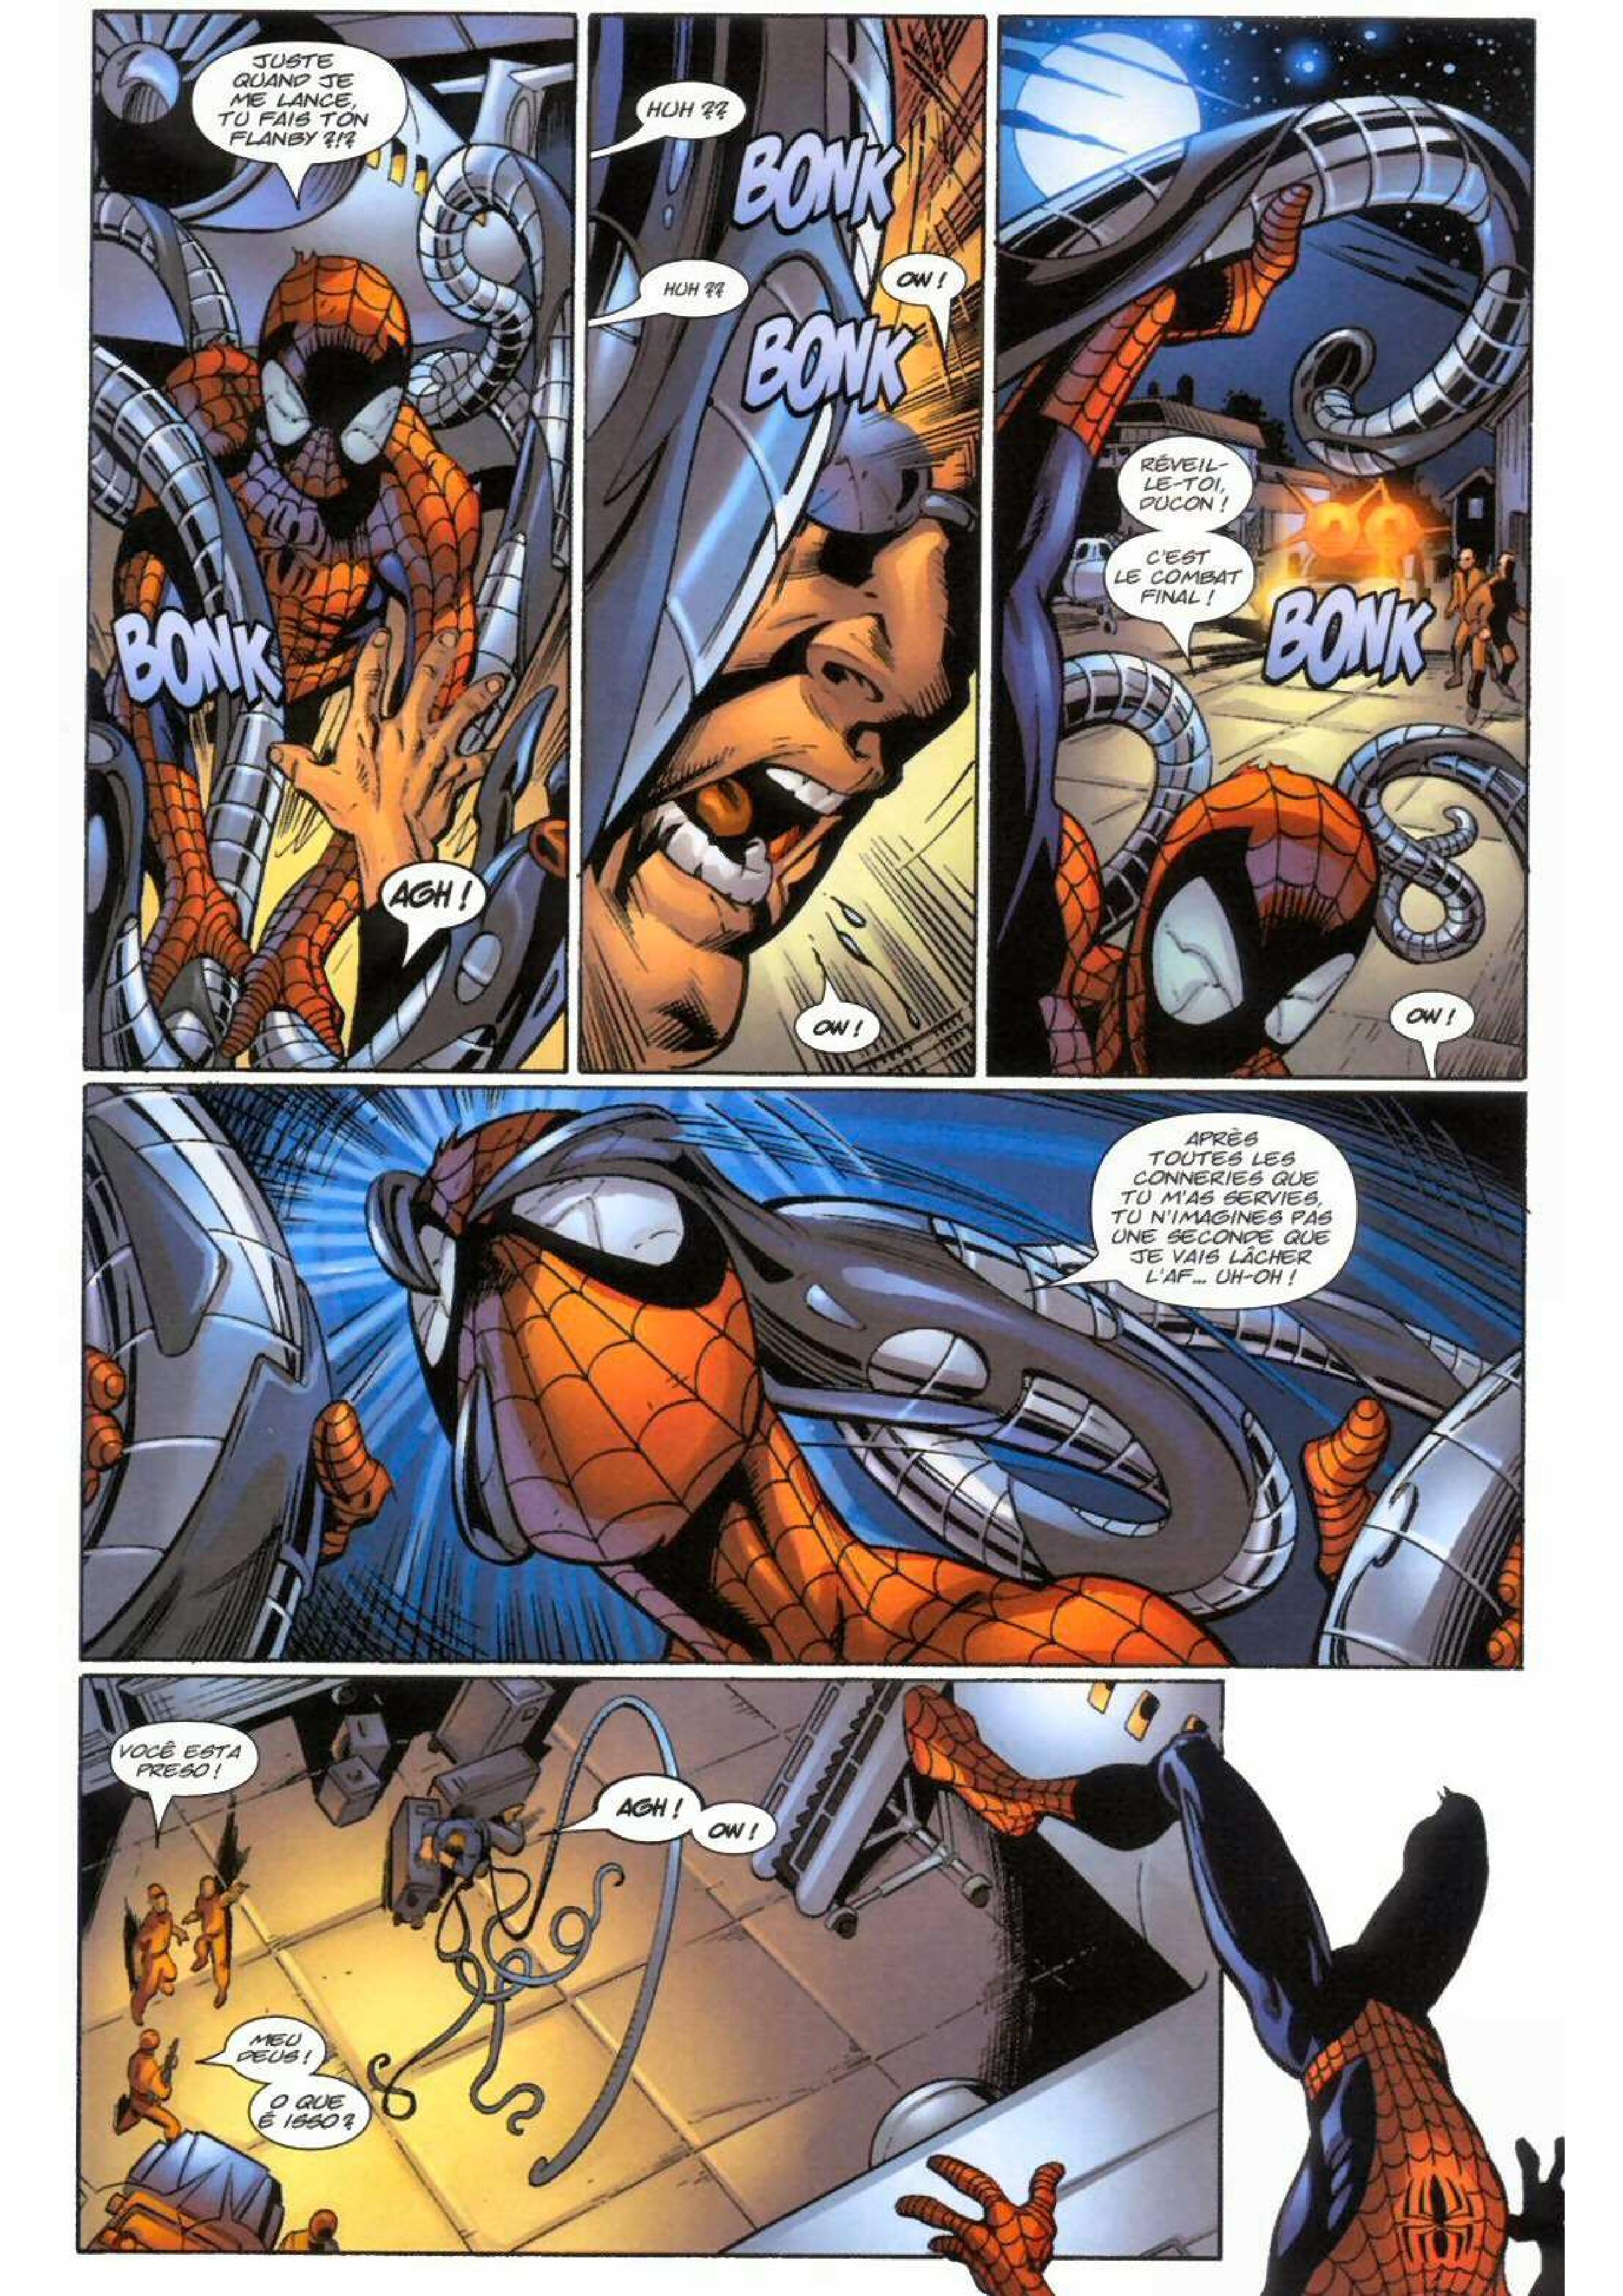 JUSTE
QUAND JE
ME LANCE,
TU FAIS TON
FLANBY ?!?
BONK
AGH !
HUH ??
BONK
HUH ??
OW !
BONK
OW !
RÉVEIL-
LE-TOI,
DUCON !
C'EST
LE COMBAT
FINAL !
BONK
OW !
APRÈS
TOUTES LES
CONNERIES QUE
TU M'AS SERVIES,
TU N'IMAGINES PAS
UNE SECONDE QUE
JE VAIS LÂCHER
L'AF... UH-OH !
VOCÊ ESTA
PRESO !
AGH !
OW !
MEU
DEUS !
O QUE
É ISSO ?